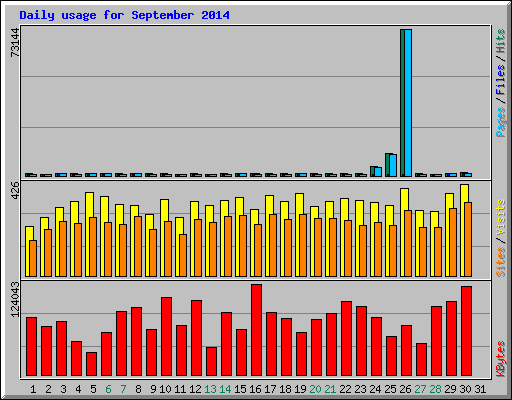 Daily usage for September 2014
73144
Pages / Files / Hits
426
Sites / Visits
124043
KBytes
1 2 3 4 5 6 7 8 9 10 11 12 13 14 15 16 17 18 19 20 21 22 23 24 25 26 27 28 29 30 31